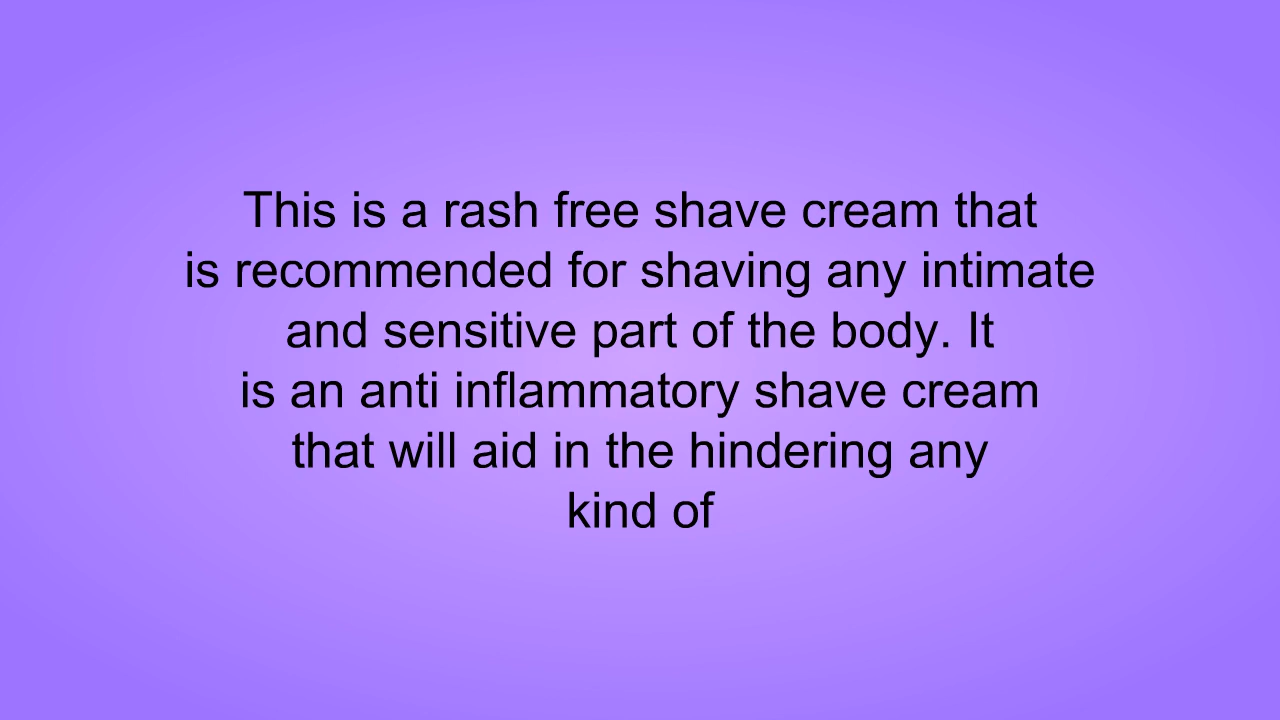 This is a rash free shave cream that
is recommended for shaving any intimate
and sensitive part of the body. It
is an anti inflammatory shave cream
that will aid in the hindering any
kind of